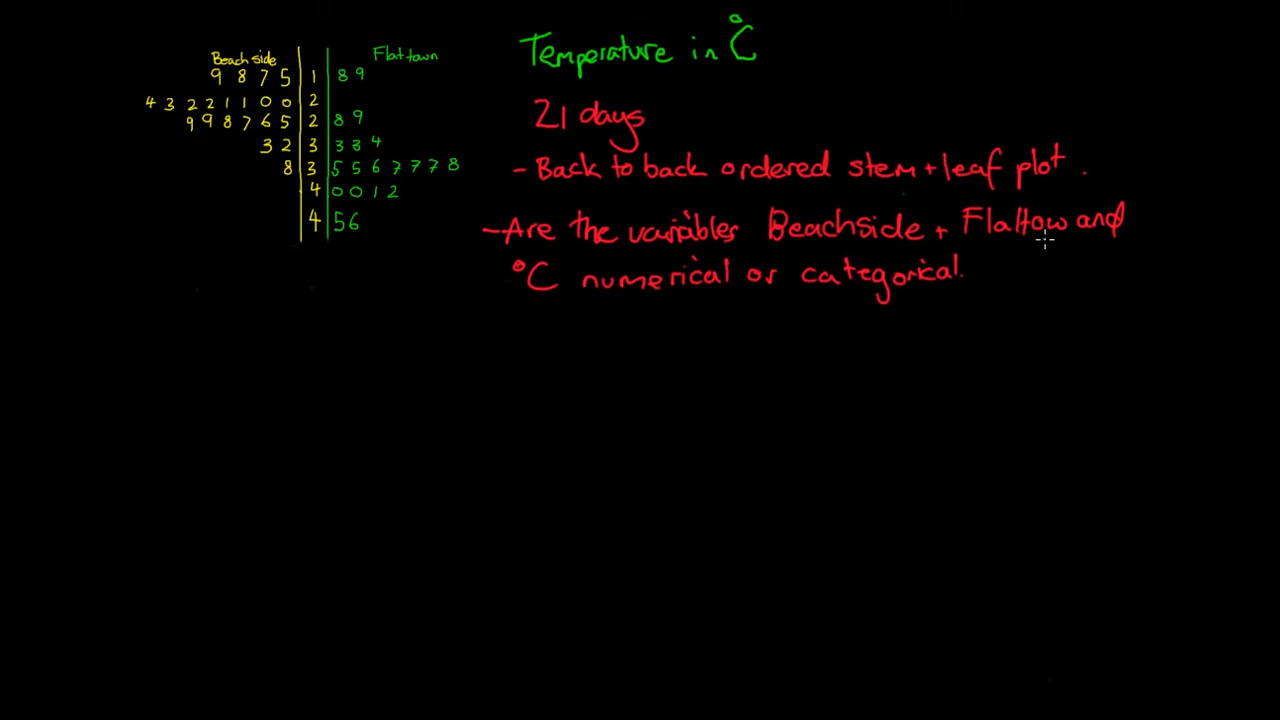 Beachside Flattown
9 8 7 5 1 8 9
4 3 2 2 1 1 0 0 2
9 9 8 7 6 5 2 8 9
3 2 3 3 3 4
8 3 5 5 6 7 7 7 8
4 0 0 1 2
4 5 6
Temperature in °C
21 days
- Back to back ordered stem + leaf plot .
- Are the variables Beachside + Flattow and
°C numerical or categorical.